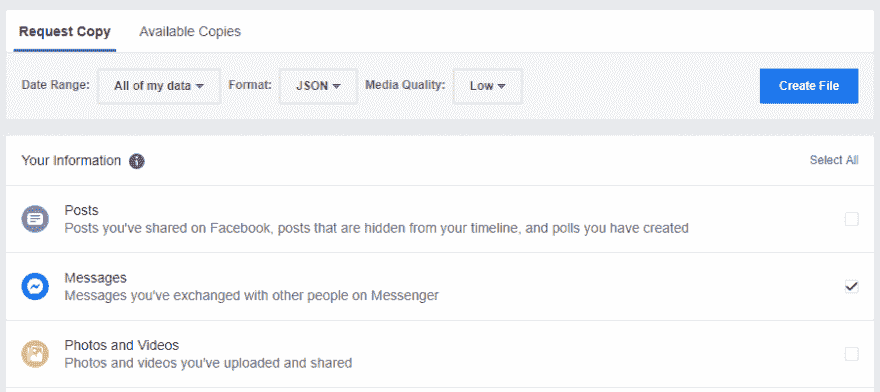 Request Copy Available Copies
Date Range: All of my data Format: JSON Media Quality: Low Create File
Your Information Select All
Posts
Posts you've shared on Facebook, posts that are hidden from your timeline, and polls you have created
Messages
Messages you've exchanged with other people on Messenger
Photos and Videos
Photos and videos you've uploaded and shared